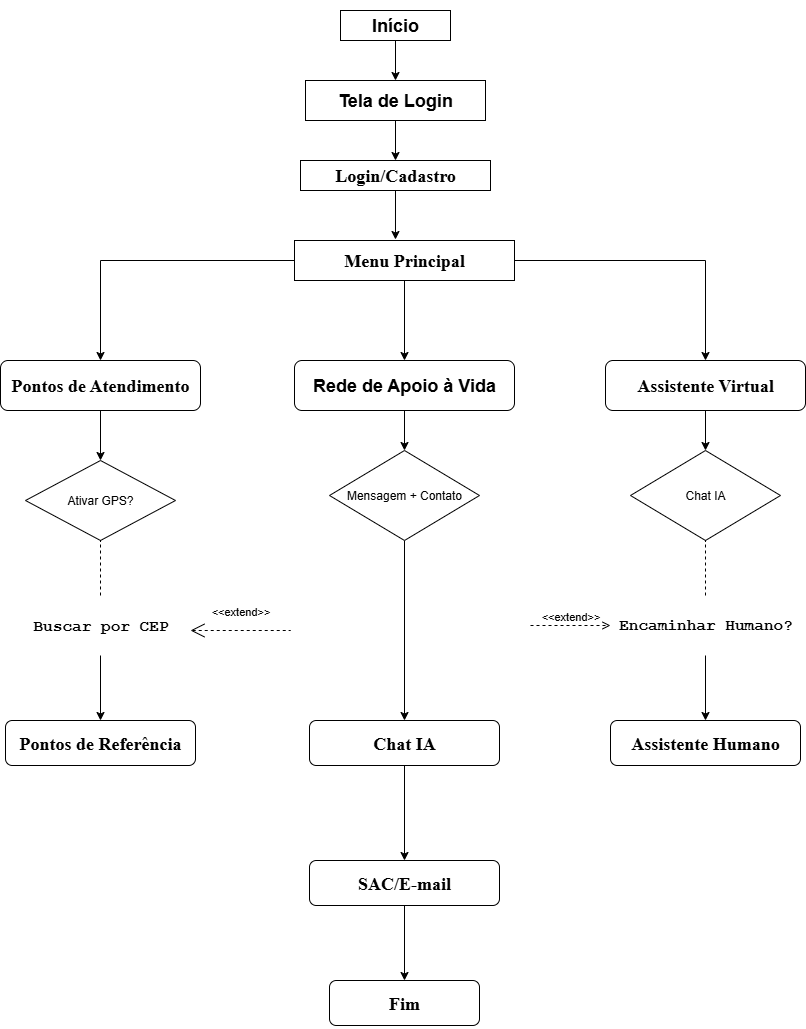 Início
Tela de Login
Login/Cadastro
Menu Principal
Pontos de Atendimento
Rede de Apoio à Vida
Assistente Virtual
Ativar GPS?
Mensagem + Contato
Chat IA
<<extend>>
<<extend>>
Buscar por CEP
Encaminhar Humano?
Pontos de Referência
Chat IA
Assistente Humano
SAC/E-mail
Fim